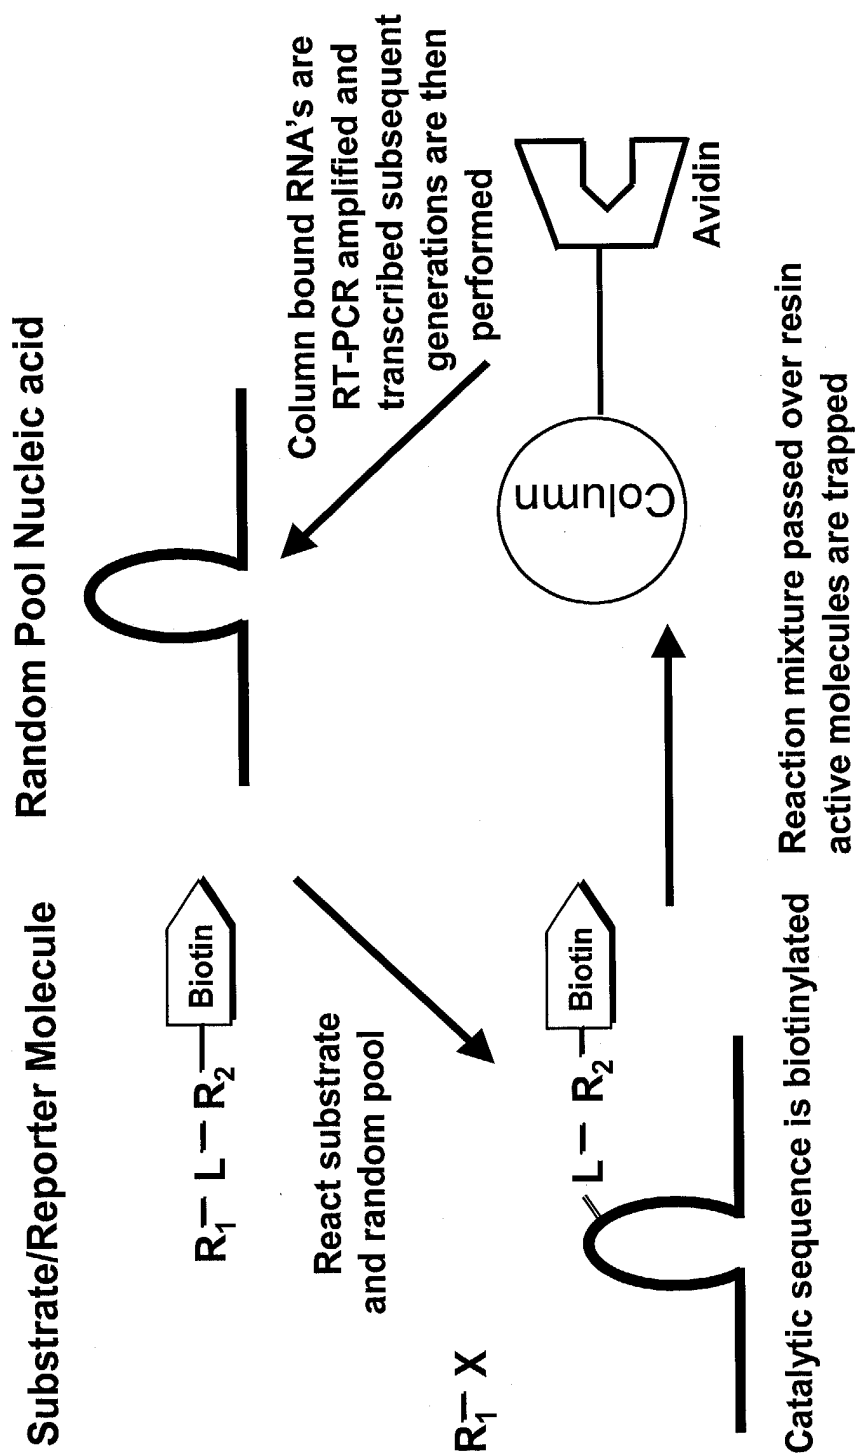 Substrate/Reporter Molecule
Random Pool Nucleic acid
R₁ — L — R₂ — Biotin
React substrate
and random pool
Column bound RNA's are
RT-PCR amplified and
transcribed subsequent
generations are then
performed
R₁ — X
L — R₂ — Biotin
Column
Avidin
Catalytic sequence is biotinylated
Reaction mixture passed over resin
active molecules are trapped